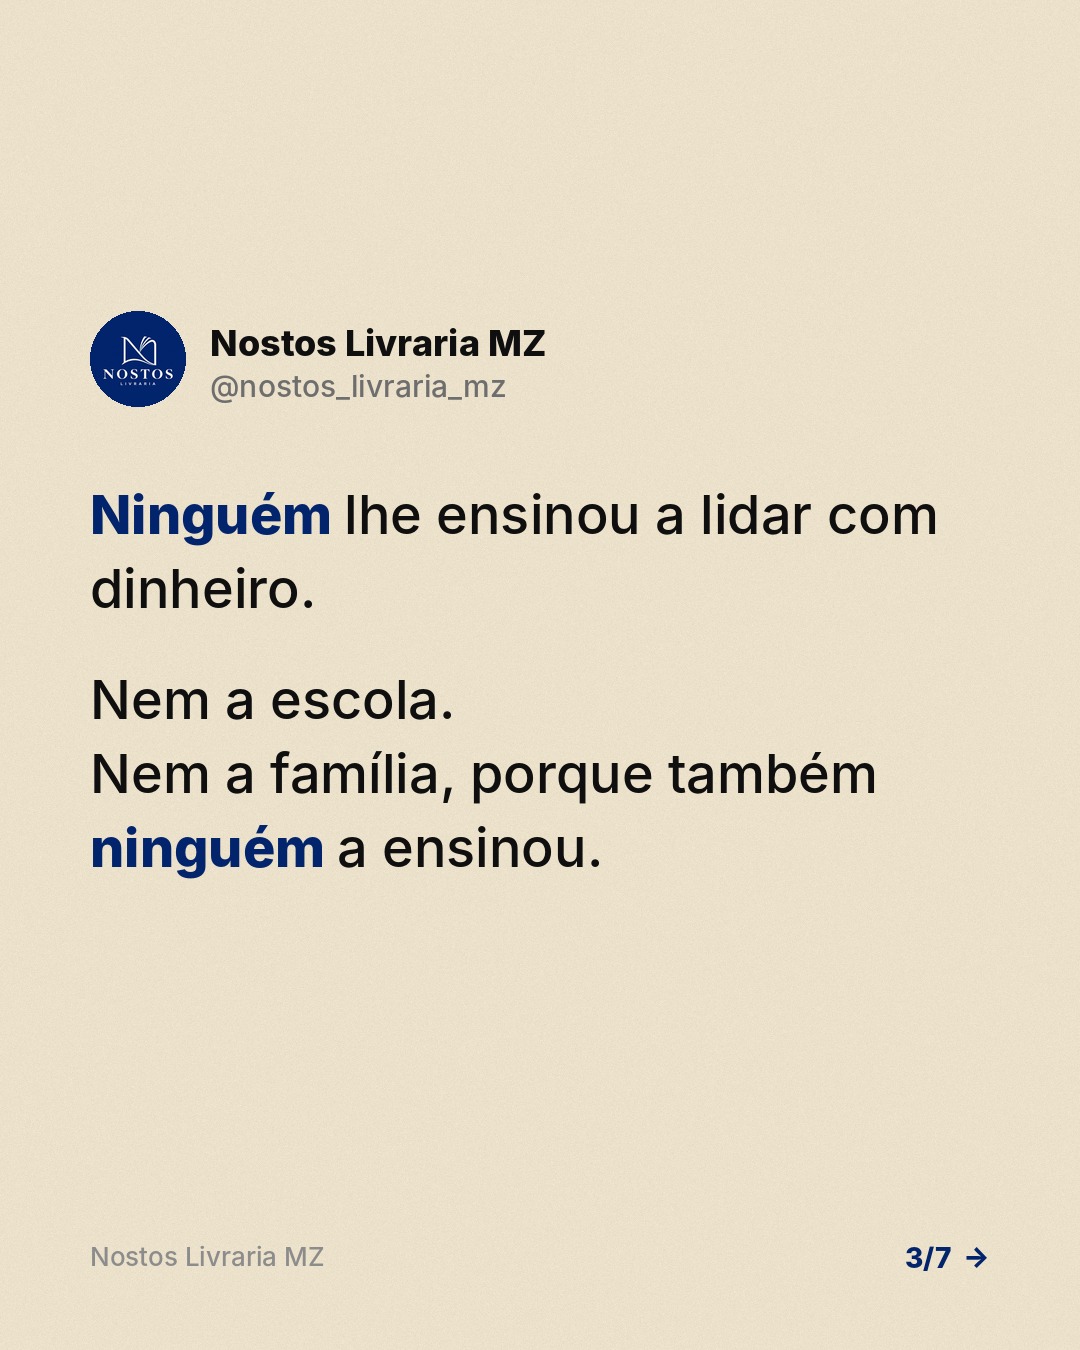 NOSTOS
LIVRARIA
Nostos Livraria MZ
@nostos_livraria_mz
Ninguém lhe ensinou a lidar com
dinheiro.
Nem a escola.
Nem a família, porque também
ninguém a ensinou.
Nostos Livraria MZ
3/7 →